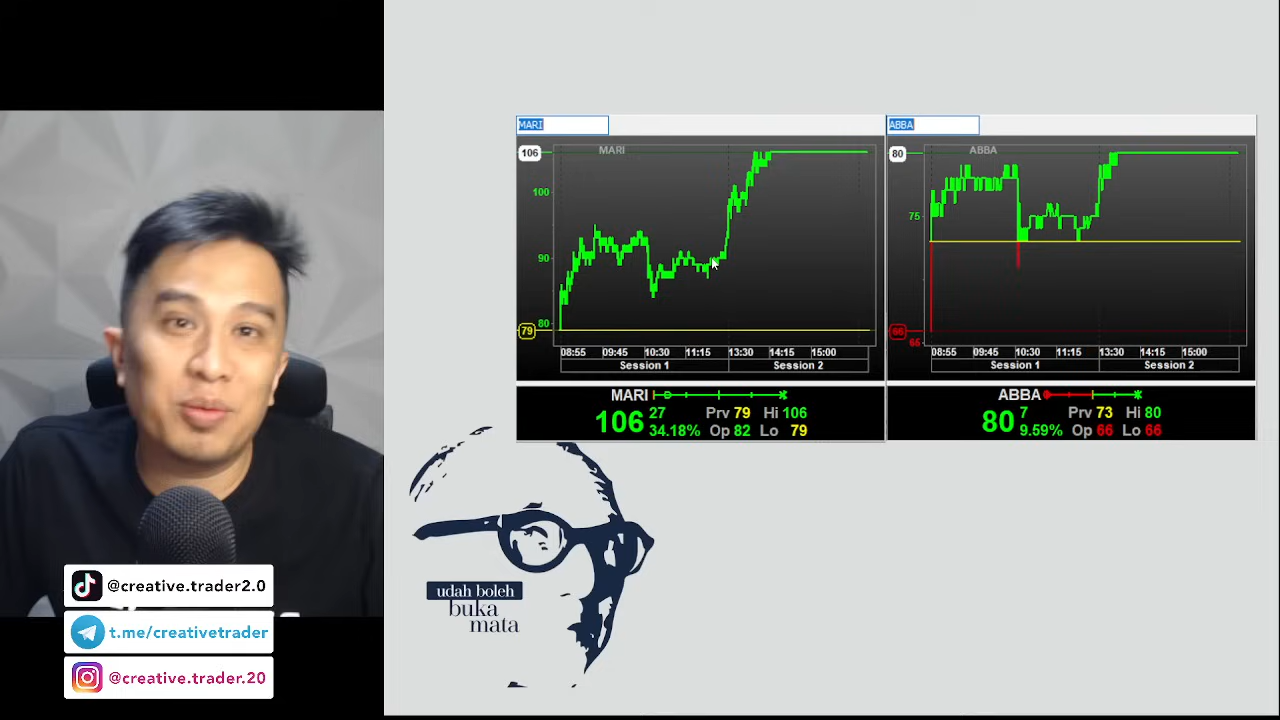 @creative.trader2.0
t.me/creativetrader
@creative.trader.20
MARI
MARI
106
100
90
80
79
08:55 09:45 10:30 11:15 13:30 14:15 15:00
Session 1 Session 2
MARI
106 27 Prv 79 Hi 106
34.18% Op 82 Lo 79
ABBA
ABBA
80
75
66
65
08:55 09:45 10:30 11:15 13:30 14:15 15:00
Session 1 Session 2
ABBA
80 7 Prv 73 Hi 80
9.59% Op 66 Lo 66
udah boleh
buka
mata